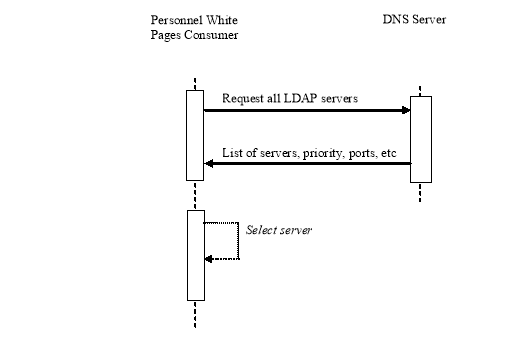 Personnel White
Pages Consumer
DNS Server
Request all LDAP servers
List of servers, priority, ports, etc
Select server